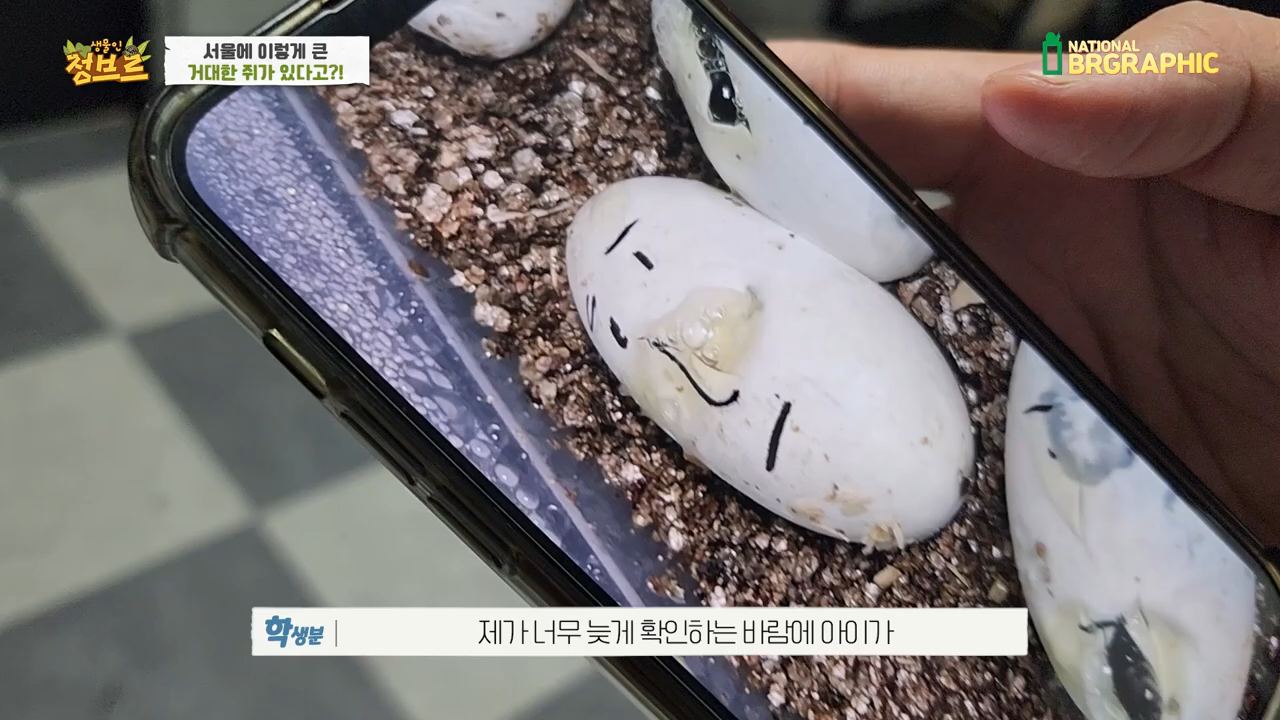 생물인
정브르
서울에 이렇게 큰
거대한 쥐가 있다고?!
NATIONAL
BRGRAPHIC
학생분
제가 너무 늦게 확인하는 바람에 아이가